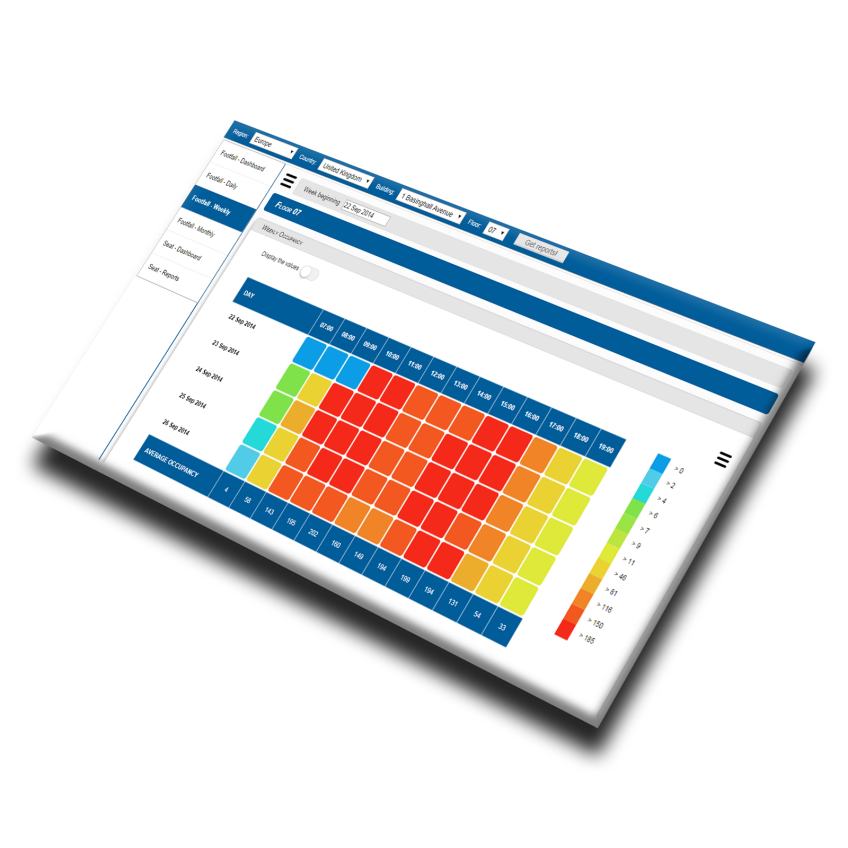 Region: Europe Country: United Kingdom Building: 1 Basinghall Avenue Floor: 07 Get reports!
Footfall - Dashboard
Footfall - Daily
Footfall - Weekly
Footfall - Monthly
Seat - Dashboard
Seat - Reports
Week beginning 22 Sep 2014
FLOOR 07
WEEKLY OCCUPANCY
Display the values
DAY 07:00 08:00 09:00 10:00 11:00 12:00 13:00 14:00 15:00 16:00 17:00 18:00 19:00
22 Sep 2014
23 Sep 2014
24 Sep 2014
25 Sep 2014
26 Sep 2014
AVERAGE OCCUPANCY 4 58 143 195 202 160 149 194 199 194 131 54 33
> 0
> 2
> 4
> 6
> 7
> 9
> 11
> 46
> 81
> 116
> 150
> 185